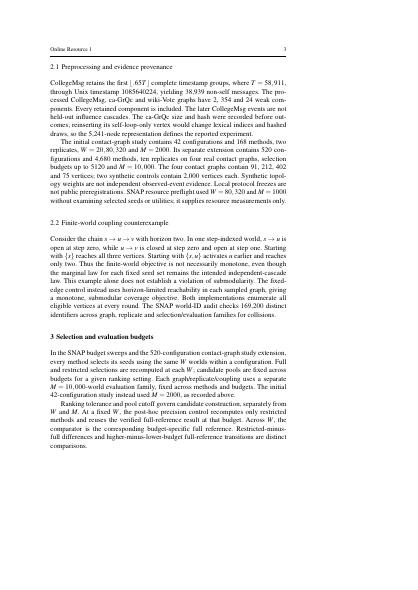 Online Resource 1 3
2.1 Preprocessing and evidence provenance
CollegeMsg retains the first ⌊.65T⌋ complete timestamp groups, where T = 58,911,
through Unix timestamp 1085640224, yielding 38,939 non-self messages. The pro-
cessed CollegeMsg, ca-GrQc and wiki-Vote graphs have 2, 354 and 24 weak com-
ponents. Every retained component is included. The later CollegeMsg events are not
held-out influence cascades. The ca-GrQc size and hash were recorded before out-
comes; reinserting its self-loop-only vertex would change lexical indices and hashed
draws, so the 5,241-node representation defines the reported experiment.
The initial contact-graph study contains 42 configurations and 168 methods, two
replicates, W = 20,80,320 and M = 2000. Its separate extension contains 520 con-
figurations and 4,680 methods, ten replicates on four real contact graphs, selection
budgets up to 5120 and M = 10,000. The four contact graphs contain 91, 212, 402
and 75 vertices; two synthetic controls contain 2,000 vertices each. Synthetic topol-
ogy weights are not independent observed-event evidence. Local protocol freezes are
not public preregistrations. SNAP resource preflight used W = 80,320 and M = 1000
without examining selected seeds or utilities; it supplies resource measurements only.
2.2 Finite-world coupling counterexample
Consider the chain s → u → v with horizon two. In one step-indexed world, s → u is
open at step zero, while u → v is closed at step zero and open at step one. Starting
with {s} reaches all three vertices. Starting with {s,u} activates u earlier and reaches
only two. Thus the finite-world objective is not necessarily monotone, even though
the marginal law for each fixed seed set remains the intended independent-cascade
law. This example alone does not establish a violation of submodularity. The fixed-
edge control instead uses horizon-limited reachability in each sampled graph, giving
a monotone, submodular coverage objective. Both implementations enumerate all
eligible vertices at every round. The SNAP world-ID audit checks 169,200 distinct
identifiers across graph, replicate and selection/evaluation families for collisions.
3 Selection and evaluation budgets
In the SNAP budget sweeps and the 520-configuration contact-graph study extension,
every method selects its seeds using the same W worlds within a configuration. Full
and restricted selections are recomputed at each W; candidate pools are fixed across
budgets for a given ranking setting. Each graph/replicate/coupling uses a separate
M = 10,000-world evaluation family, fixed across methods and budgets. The initial
42-configuration study instead used M = 2000, as recorded above.
Ranking tolerance and pool cutoff govern candidate construction, separately from
W and M. At a fixed W, the post-hoc precision control recomputes only restricted
methods and reuses the verified full-reference result at that budget. Across W, the
comparator is the corresponding budget-specific full reference. Restricted-minus-
full differences and higher-minus-lower-budget full-reference transitions are distinct
comparisons.